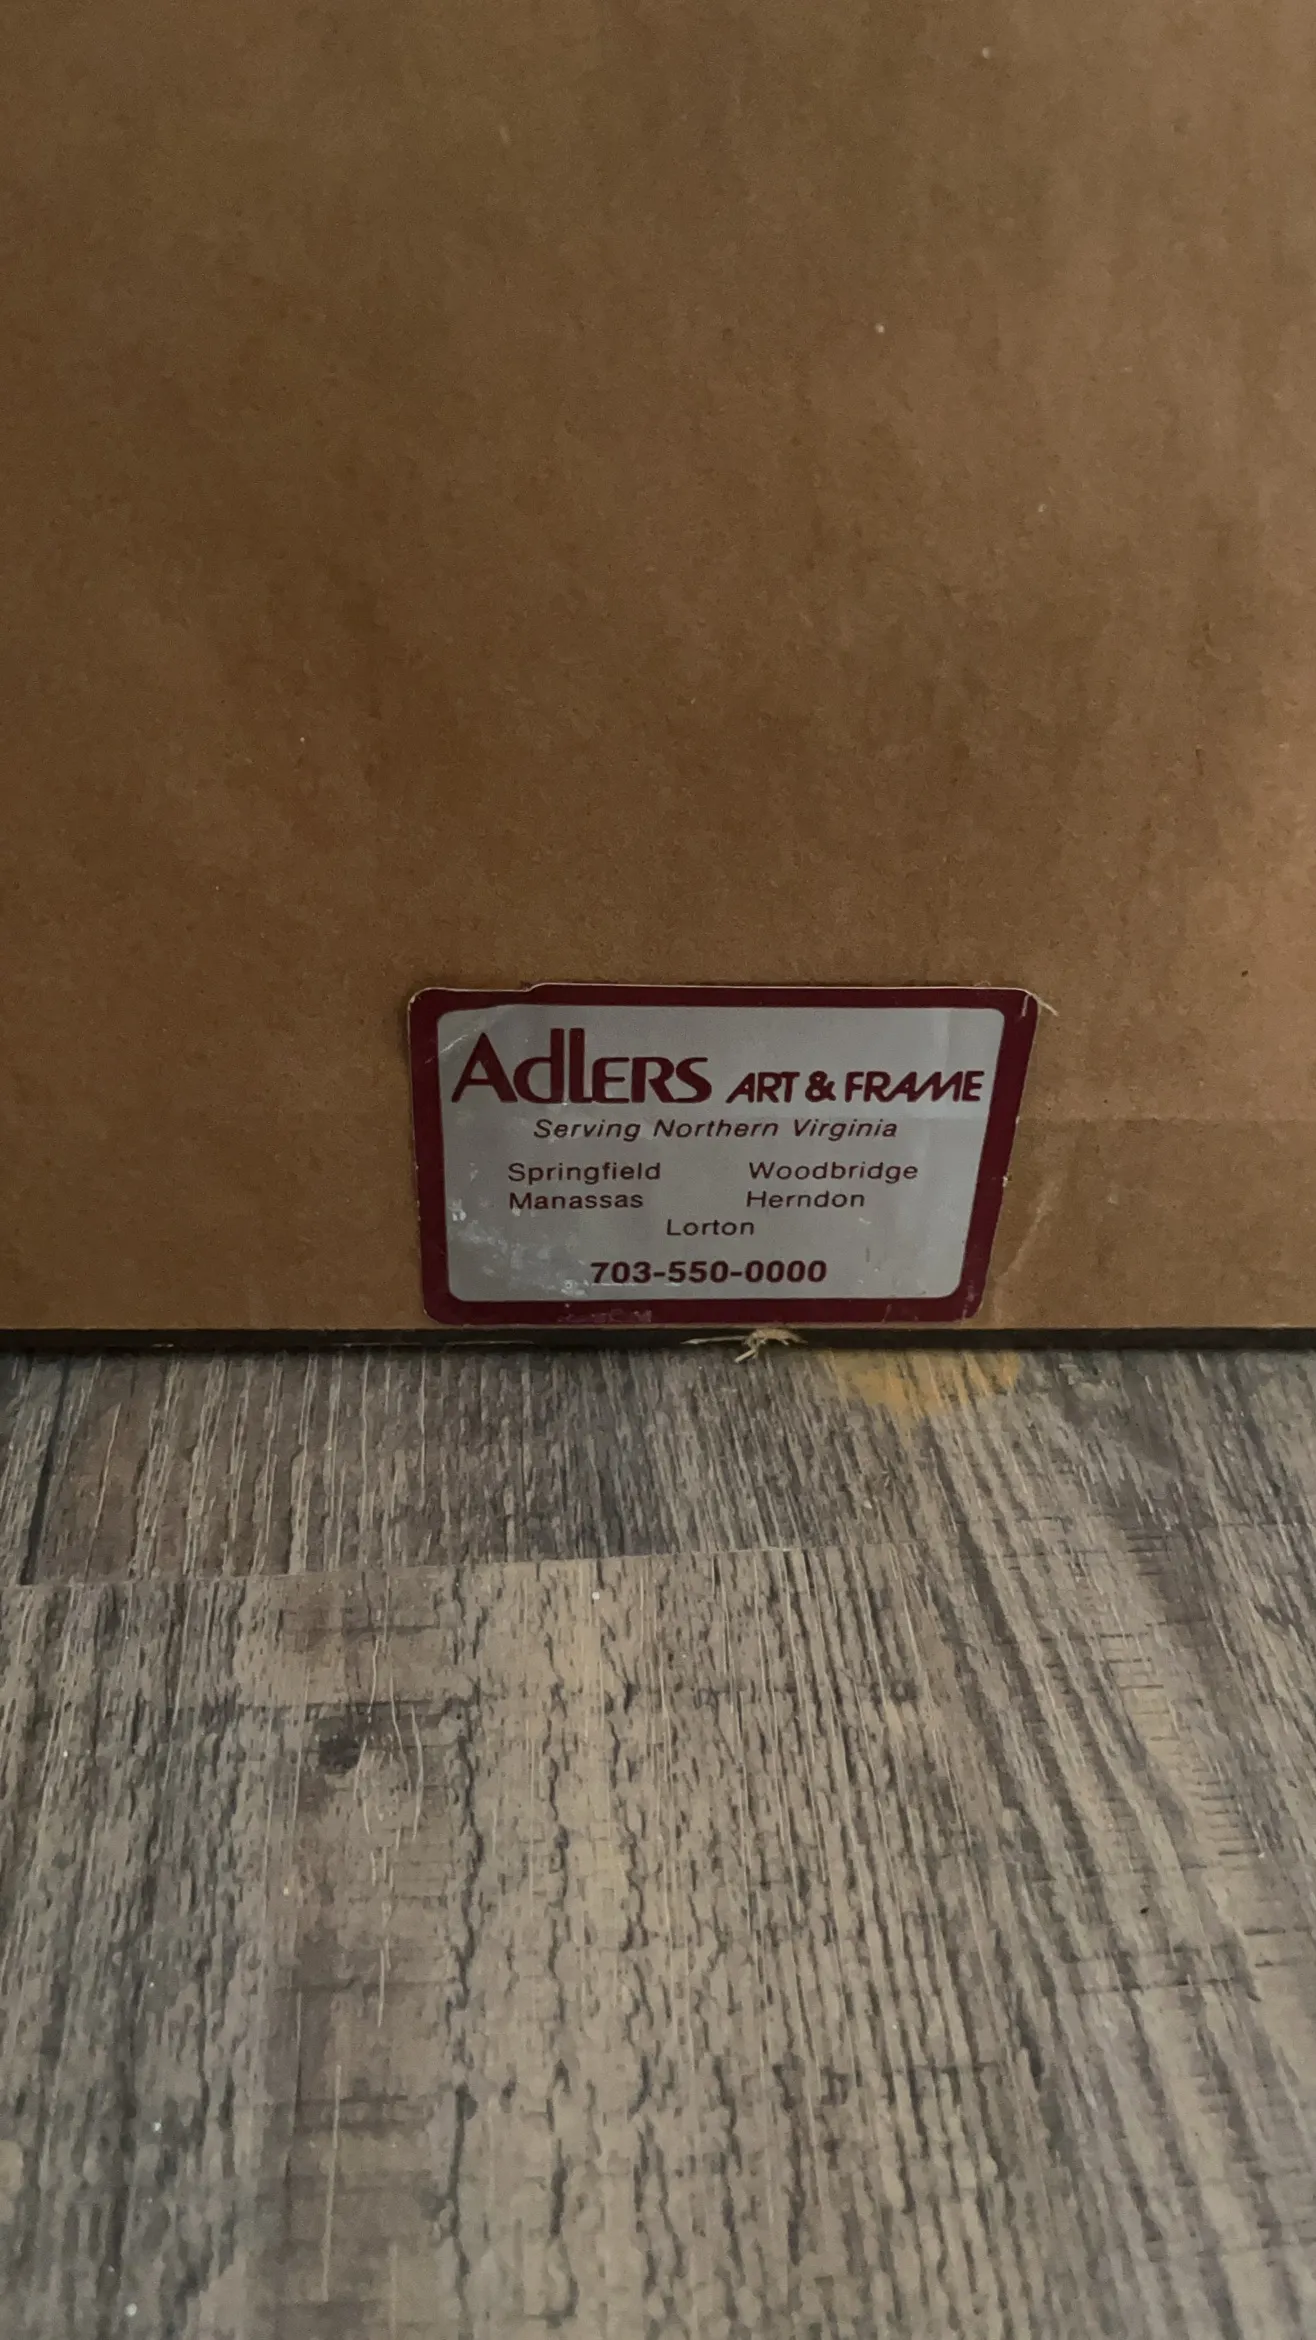 Adlers ART & FRAME
Serving Northern Virginia
Springfield Woodbridge
Manassas Herndon
Lorton
703-550-0000